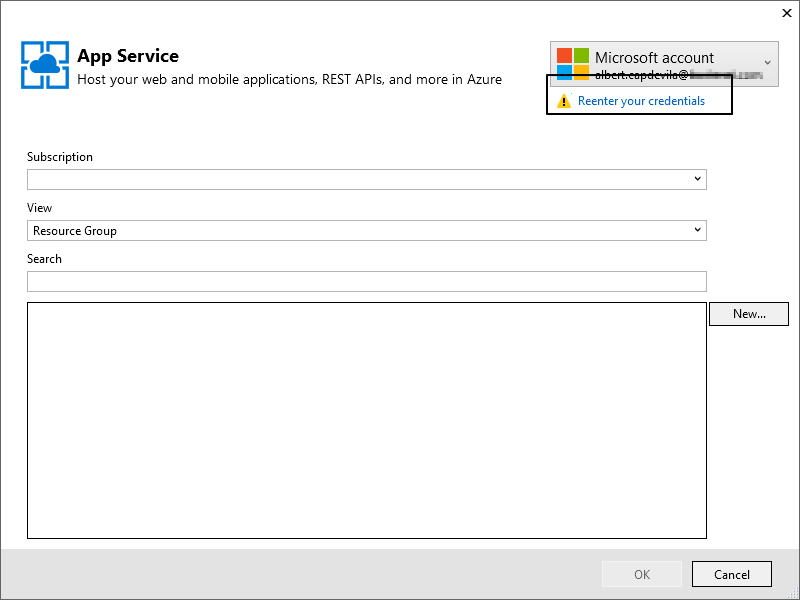 App Service
Host your web and mobile applications, REST APIs, and more in Azure
Microsoft account
albert.capdevila@
Reenter your credentials
Subscription
View
Resource Group
Search
New...
OK
Cancel